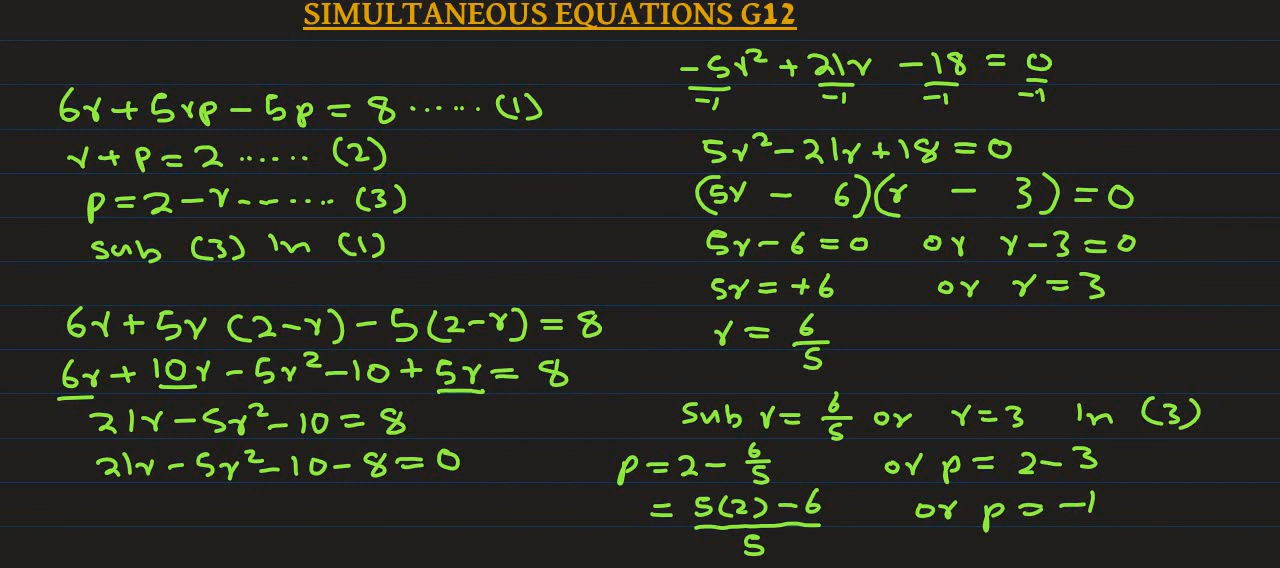 SIMULTANEOUS EQUATIONS G12
6r + 5rp - 5p = 8 ······ (1)
r + p = 2 ······ (2)
p = 2 - r ------ (3)
sub (3) in (1)
6r + 5r (2-r) - 5(2-r) = 8
6r + 10r - 5r² - 10 + 5r = 8
21r - 5r² - 10 = 8
21r - 5r² - 10 - 8 = 0
-5r²/-1 + 21r/-1 -18/-1 = 0/-1
5r² - 21r + 18 = 0
(5r - 6)(r - 3) = 0
5r - 6 = 0 or r - 3 = 0
5r = +6 or r = 3
r = 6/5
sub r = 6/5 or r = 3 in (3)
p = 2 - 6/5 or p = 2 - 3
= 5(2) - 6/5 or p = -1